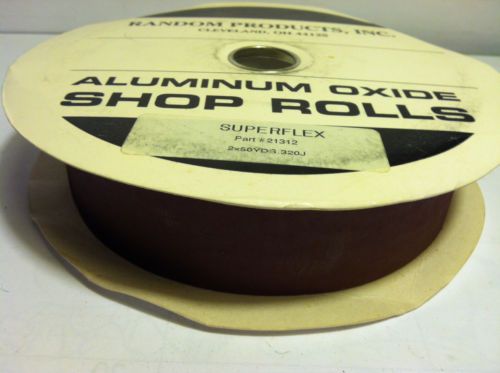 RANDOM PRODUCTS, INC.
CLEVELAND, OH 44135
ALUMINUM OXIDE
SHOP ROLLS
SUPERFLEX
Part # 21312
2x50YDS.320J